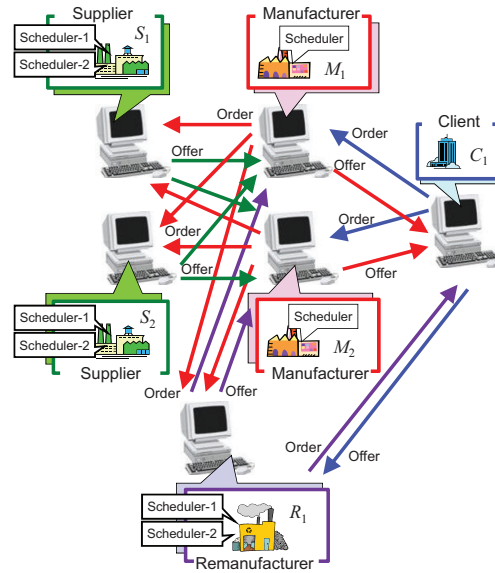 Supplier
Manufacturer
Scheduler-1
S1
Scheduler-2
Scheduler
M1
Client
C1
Order
Order
Offer
Offer
Order
Order
Offer
Offer
Scheduler-1
S2
Scheduler-2
Supplier
Scheduler
M2
Manufacturer
Order
Offer
Order
Offer
Scheduler-1
R1
Scheduler-2
Remanufacturer